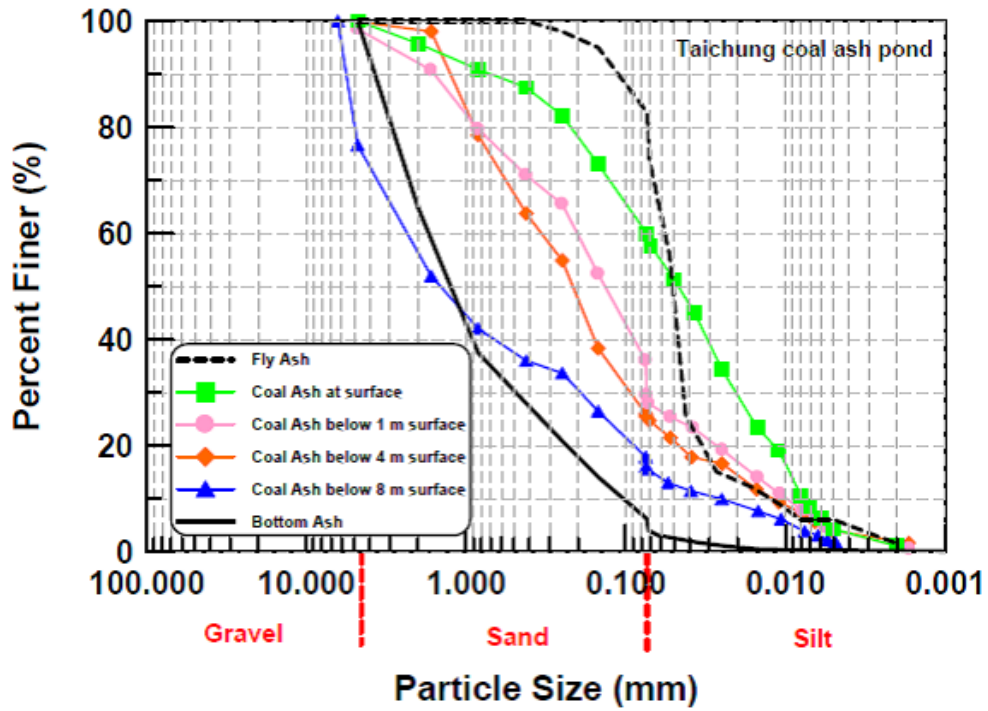 100
80
60
40
20
0
Percent Finer (%)
Taichung coal ash pond
Fly Ash
Coal Ash at surface
Coal Ash below 1 m surface
Coal Ash below 4 m surface
Coal Ash below 8 m surface
Bottom Ash
100.000 10.000 1.000 0.100 0.010 0.001
Gravel Sand Silt
Particle Size (mm)